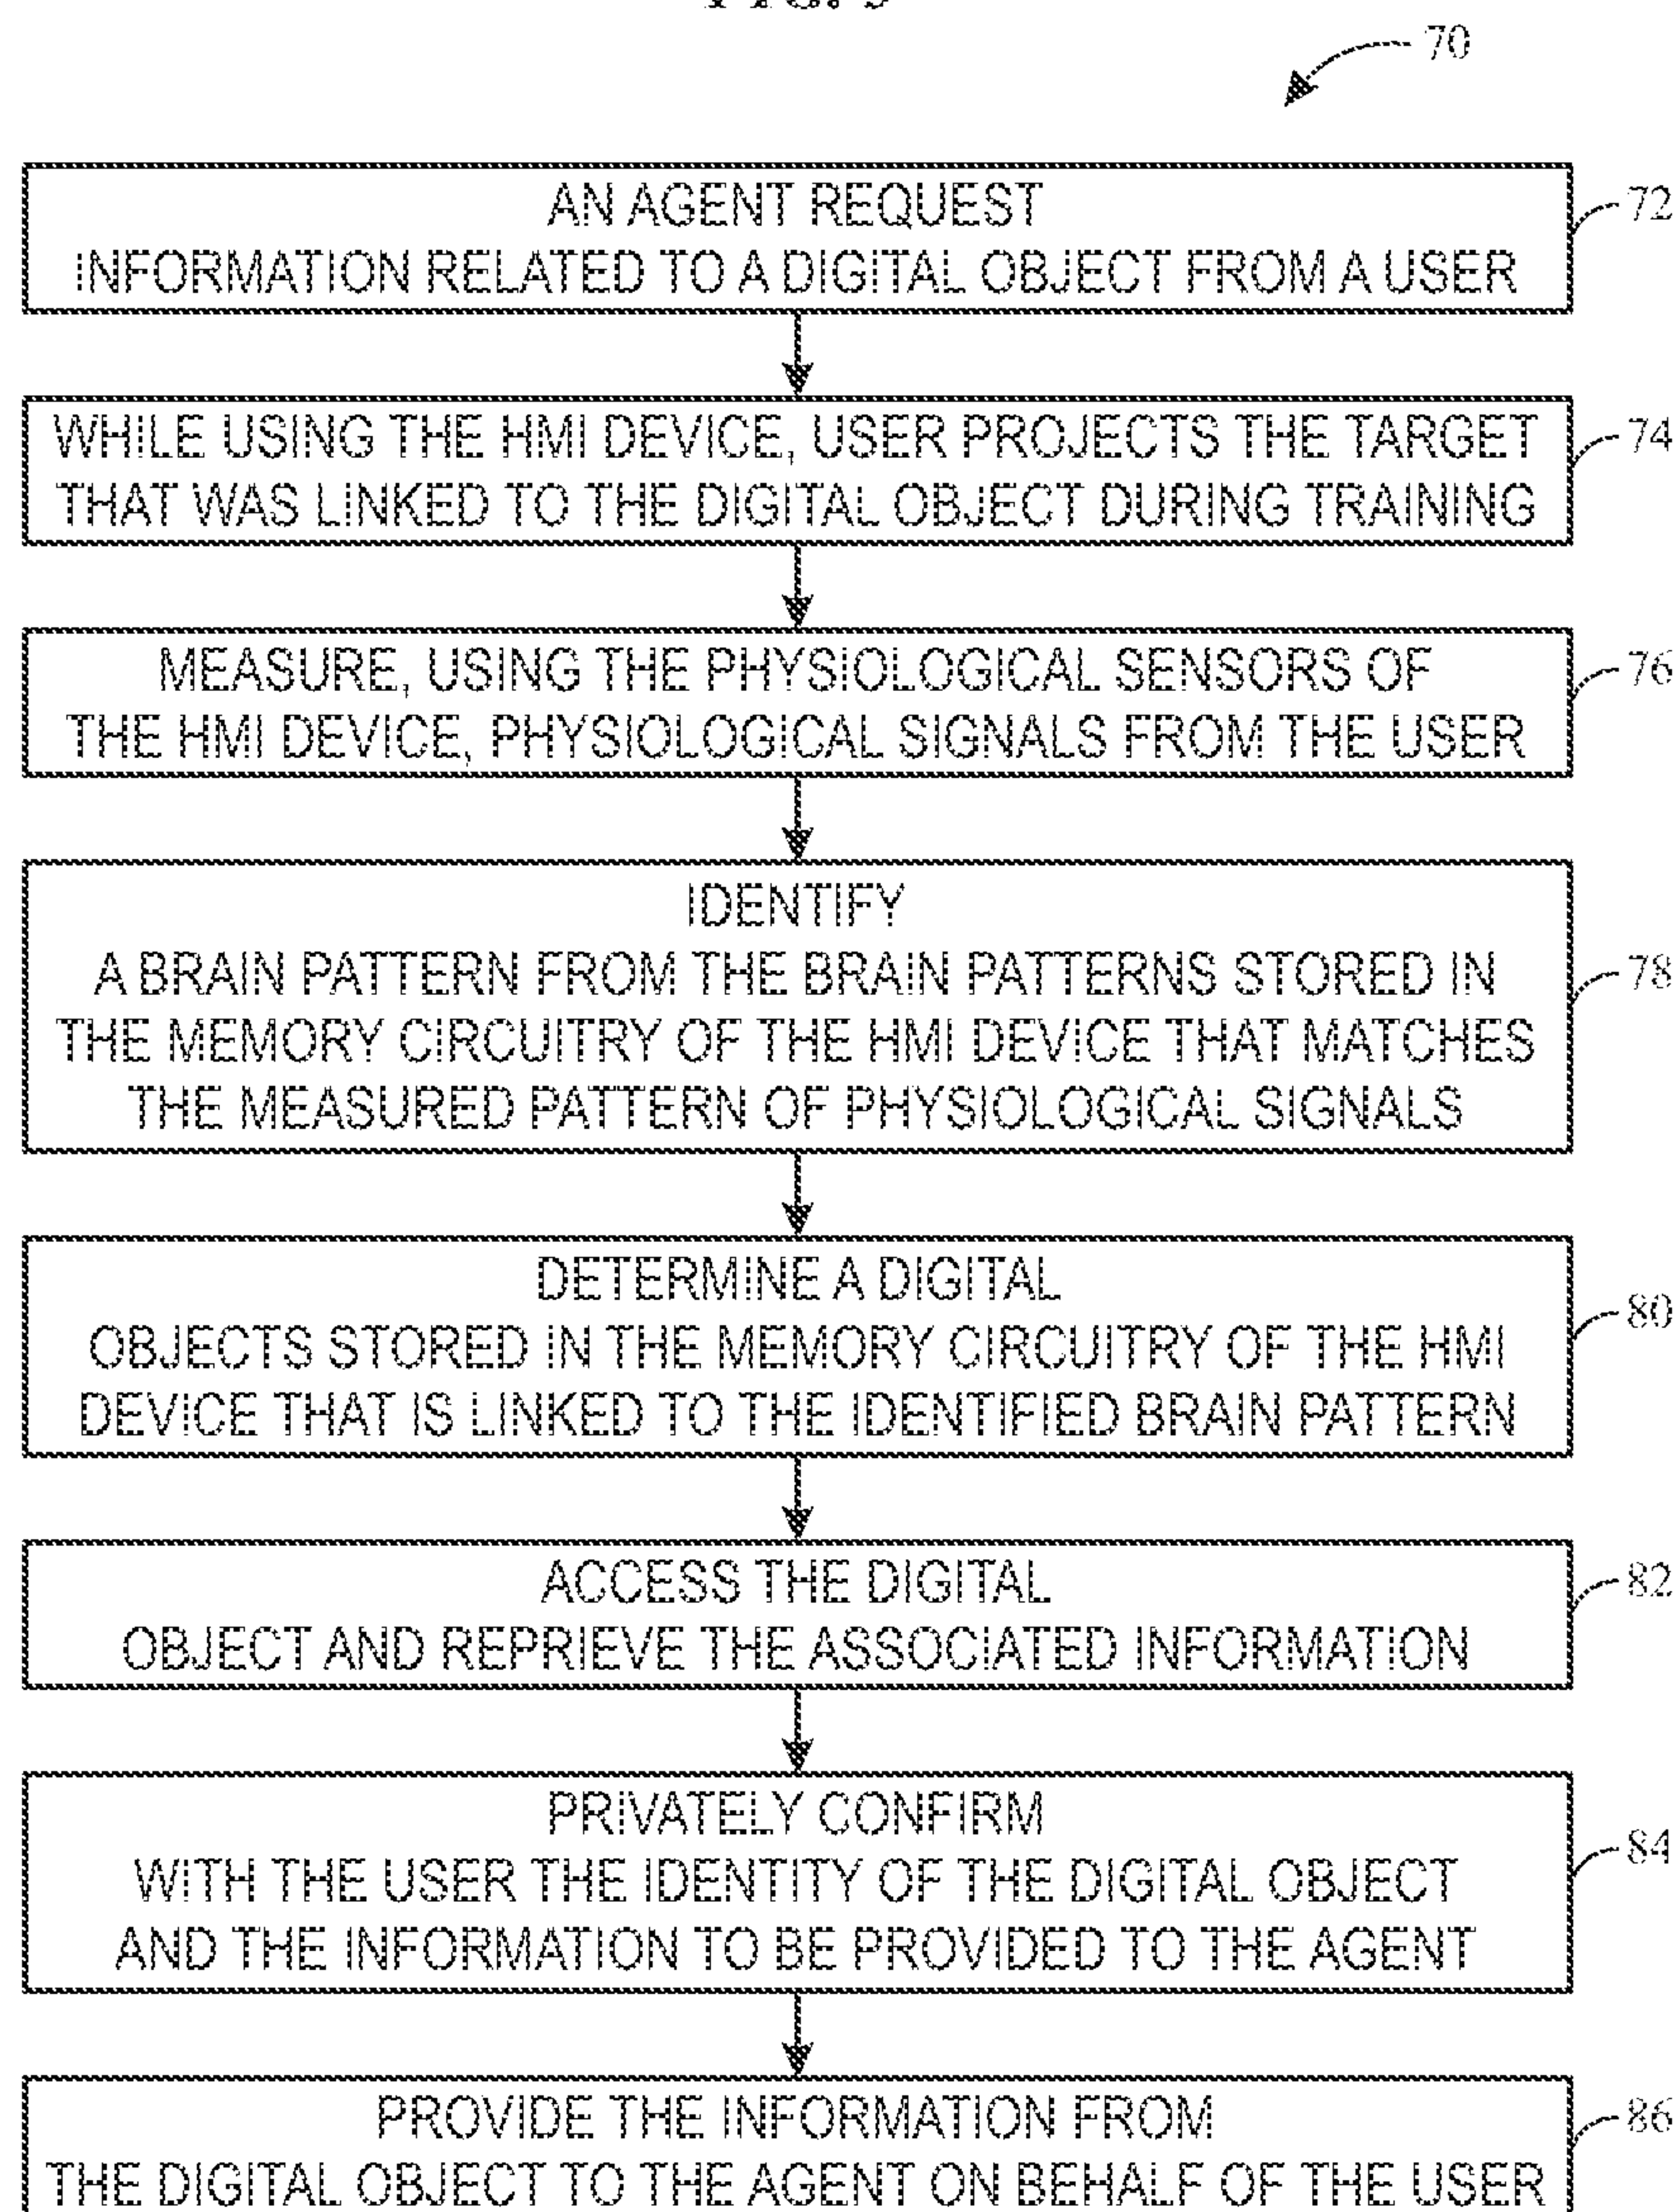 70
AN AGENT REQUEST
INFORMATION RELATED TO A DIGITAL OBJECT FROM A USER
72
WHILE USING THE HMI DEVICE, USER PROJECTS THE TARGET
THAT WAS LINKED TO THE DIGITAL OBJECT DURING TRAINING
74
MEASURE, USING THE PHYSIOLOGICAL SENSORS OF
THE HMI DEVICE, PHYSIOLOGICAL SIGNALS FROM THE USER
76
IDENTIFY
A BRAIN PATTERN FROM THE BRAIN PATTERNS STORED IN
THE MEMORY CIRCUITRY OF THE HMI DEVICE THAT MATCHES
THE MEASURED PATTERN OF PHYSIOLOGICAL SIGNALS
78
DETERMINE A DIGITAL
OBJECTS STORED IN THE MEMORY CIRCUITRY OF THE HMI
DEVICE THAT IS LINKED TO THE IDENTIFIED BRAIN PATTERN
80
ACCESS THE DIGITAL
OBJECT AND REPRIEVE THE ASSOCIATED INFORMATION
82
PRIVATELY CONFIRM
WITH THE USER THE IDENTITY OF THE DIGITAL OBJECT
AND THE INFORMATION TO BE PROVIDED TO THE AGENT
84
PROVIDE THE INFORMATION FROM
THE DIGITAL OBJECT TO THE AGENT ON BEHALF OF THE USER
86